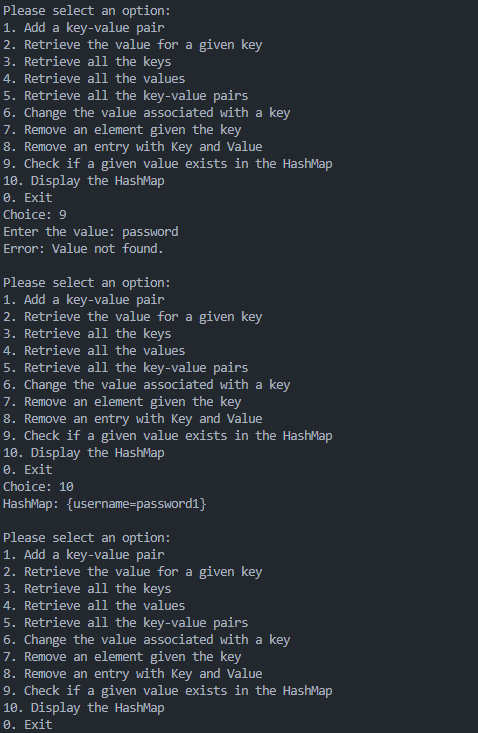 Please select an option:
1. Add a key-value pair
2. Retrieve the value for a given key
3. Retrieve all the keys
4. Retrieve all the values
5. Retrieve all the key-value pairs
6. Change the value associated with a key
7. Remove an element given the key
8. Remove an entry with Key and Value
9. Check if a given value exists in the HashMap
10. Display the HashMap
0. Exit
Choice: 9
Enter the value: password
Error: Value not found.

Please select an option:
1. Add a key-value pair
2. Retrieve the value for a given key
3. Retrieve all the keys
4. Retrieve all the values
5. Retrieve all the key-value pairs
6. Change the value associated with a key
7. Remove an element given the key
8. Remove an entry with Key and Value
9. Check if a given value exists in the HashMap
10. Display the HashMap
0. Exit
Choice: 10
HashMap: {username=password1}

Please select an option:
1. Add a key-value pair
2. Retrieve the value for a given key
3. Retrieve all the keys
4. Retrieve all the values
5. Retrieve all the key-value pairs
6. Change the value associated with a key
7. Remove an element given the key
8. Remove an entry with Key and Value
9. Check if a given value exists in the HashMap
10. Display the HashMap
0. Exit